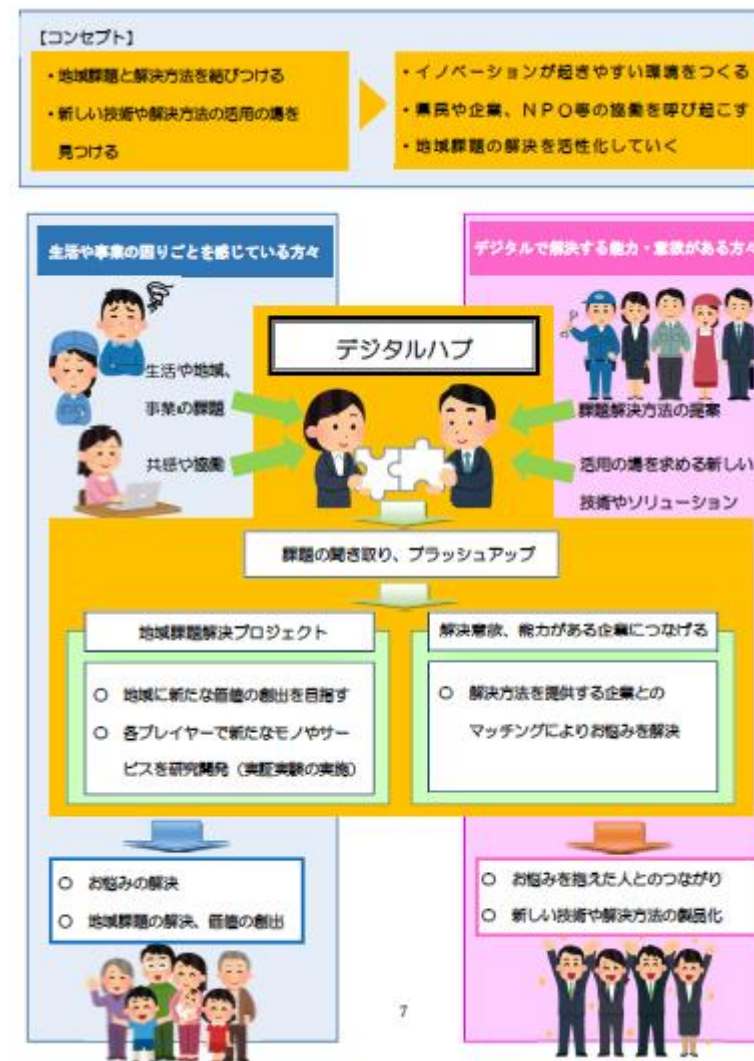 【コンセプト】
・地域課題と解決方法を結びつける
・新しい技術や解決方法の活用の場を
見つける
・イノベーションが起きやすい環境をつくる
・県民や企業、NPO等の協働を呼び起こす
・地域課題の解決を活性化していく
生活や事業の困りごとを感じている方々
デジタルで解決する能力・意欲がある方々
デジタルハブ
生活や地域、
事業の課題
共感や協働
課題解決方法の提案
活用の場を求める新しい
技術やソリューション
課題の聞き取り、ブラッシュアップ
地域課題解決プロジェクト
○ 地域に新たな価値の創出を目指す
○ 各プレイヤーで新たなモノやサー
ビスを研究開発（実証実験の実施）
解決意欲、能力がある企業につなげる
○ 解決方法を提供する企業との
マッチングによりお悩みを解決
○ お悩みの解決
○ 地域課題の解決、価値の創出
○ お悩みを抱えた人とのつながり
○ 新しい技術や解決方法の製品化
7